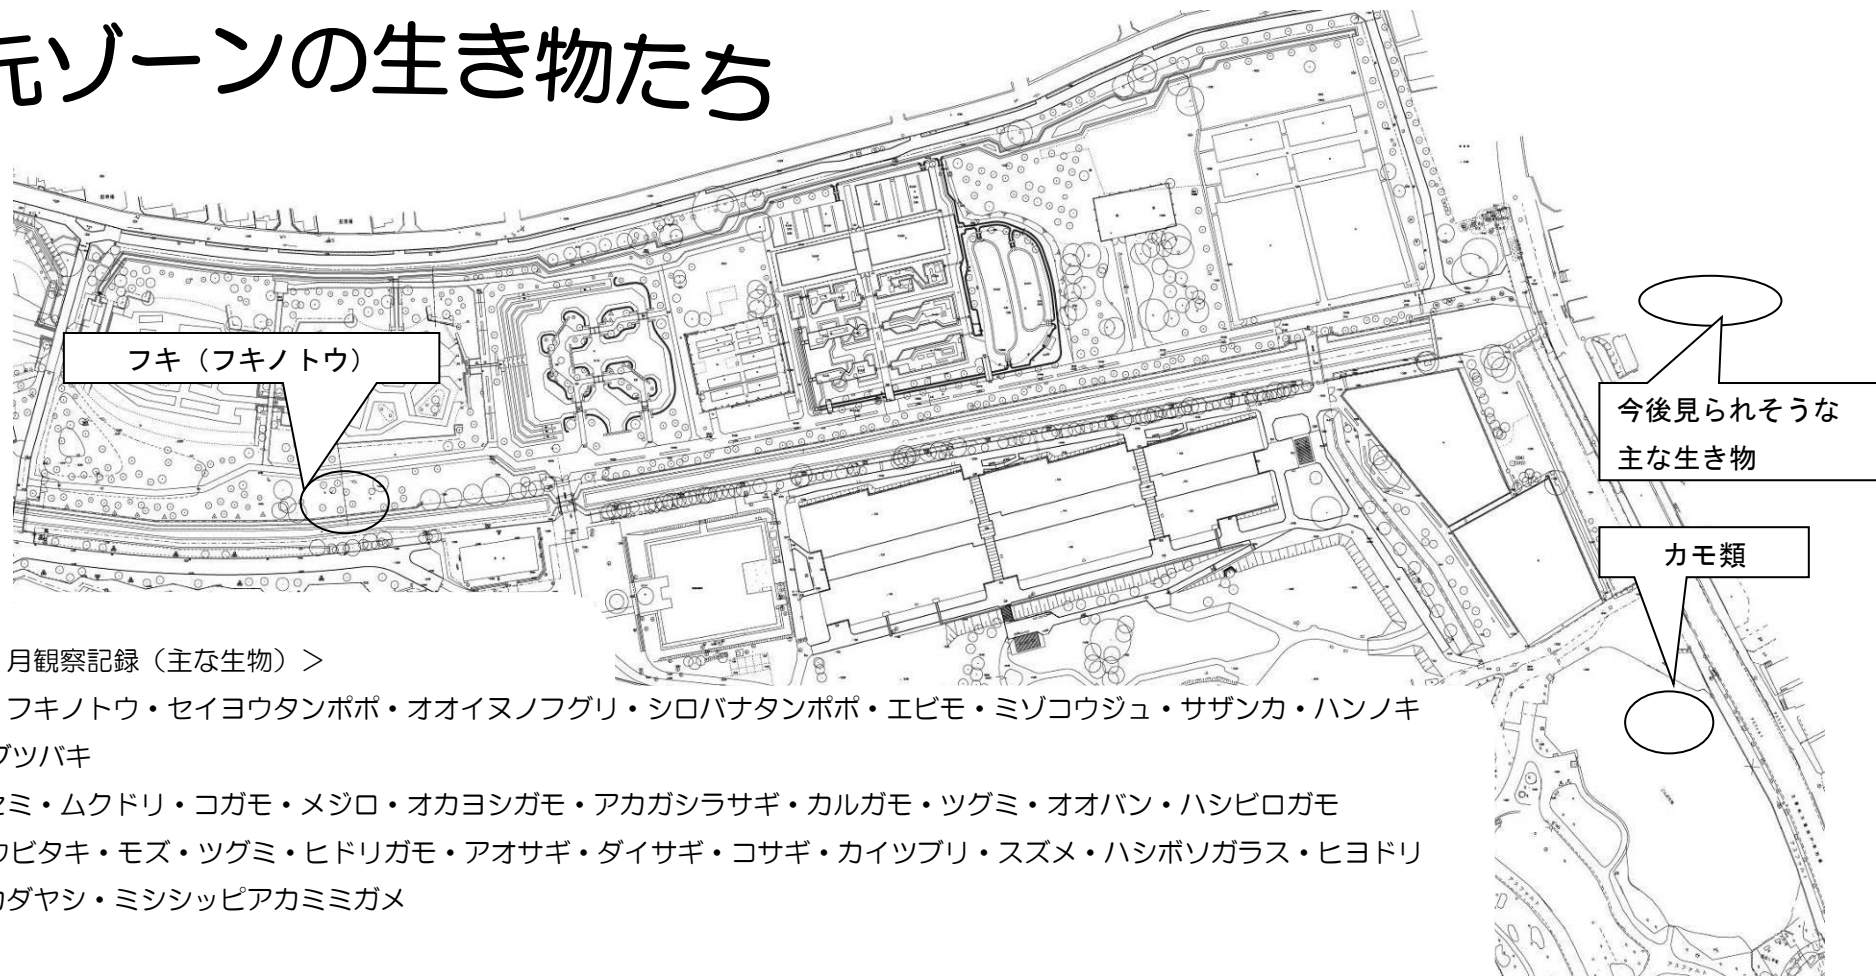 元ゾーンの生き物たち
フキ（フキノトウ）
今後見られそうな
主な生き物
カモ類
月観察記録（主な生物）＞
フキノトウ・セイヨウタンポポ・オオイヌノフグリ・シロバナタンポポ・エビモ・ミゾコウジュ・サザンカ・ハンノキ
ブツバキ
セミ・ムクドリ・コガモ・メジロ・オカヨシガモ・アカガシラサギ・カルガモ・ツグミ・オオバン・ハシビロガモ
ウビタキ・モズ・ツグミ・ヒドリガモ・アオサギ・ダイサギ・コサギ・カイツブリ・スズメ・ハシボソガラス・ヒヨドリ
カダヤシ・ミシシッピアカミミガメ